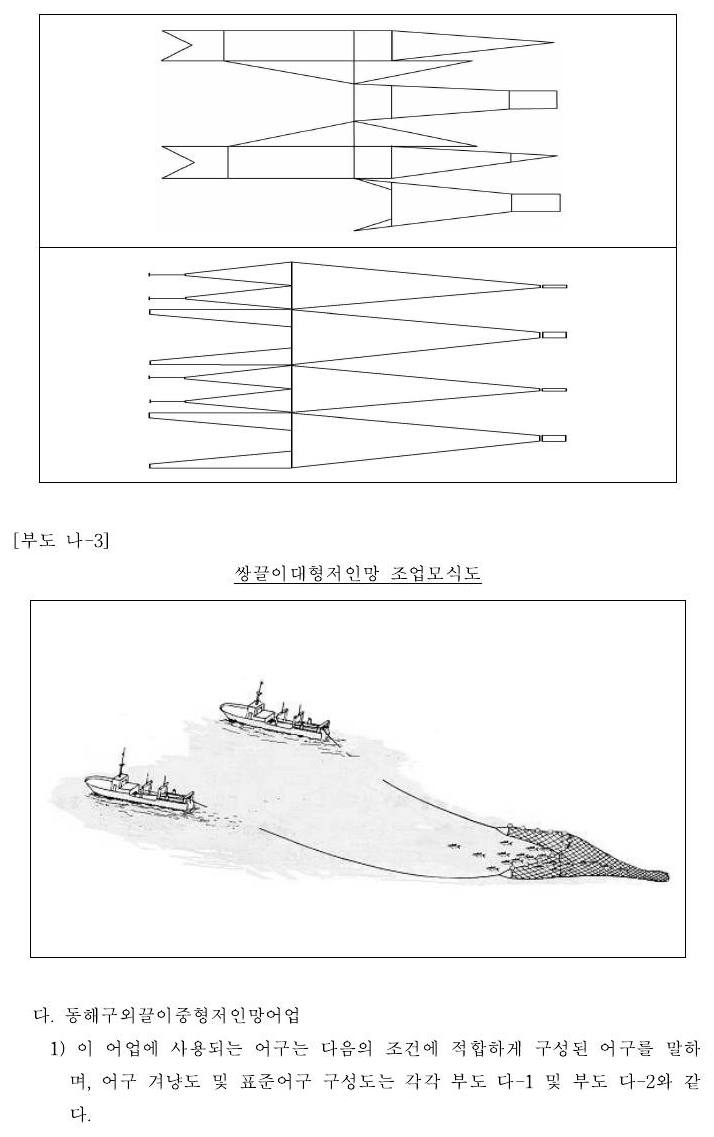 [부도 나-3]
쌍끌이대형저인망 조업모식도
다. 동해구외끌이중형저인망어업
1) 이 어업에 사용되는 어구는 다음의 조건에 적합하게 구성된 어구를 말하
며, 어구 겨냥도 및 표준어구 구성도는 각각 부도 다-1 및 부도 다-2와 같
다.